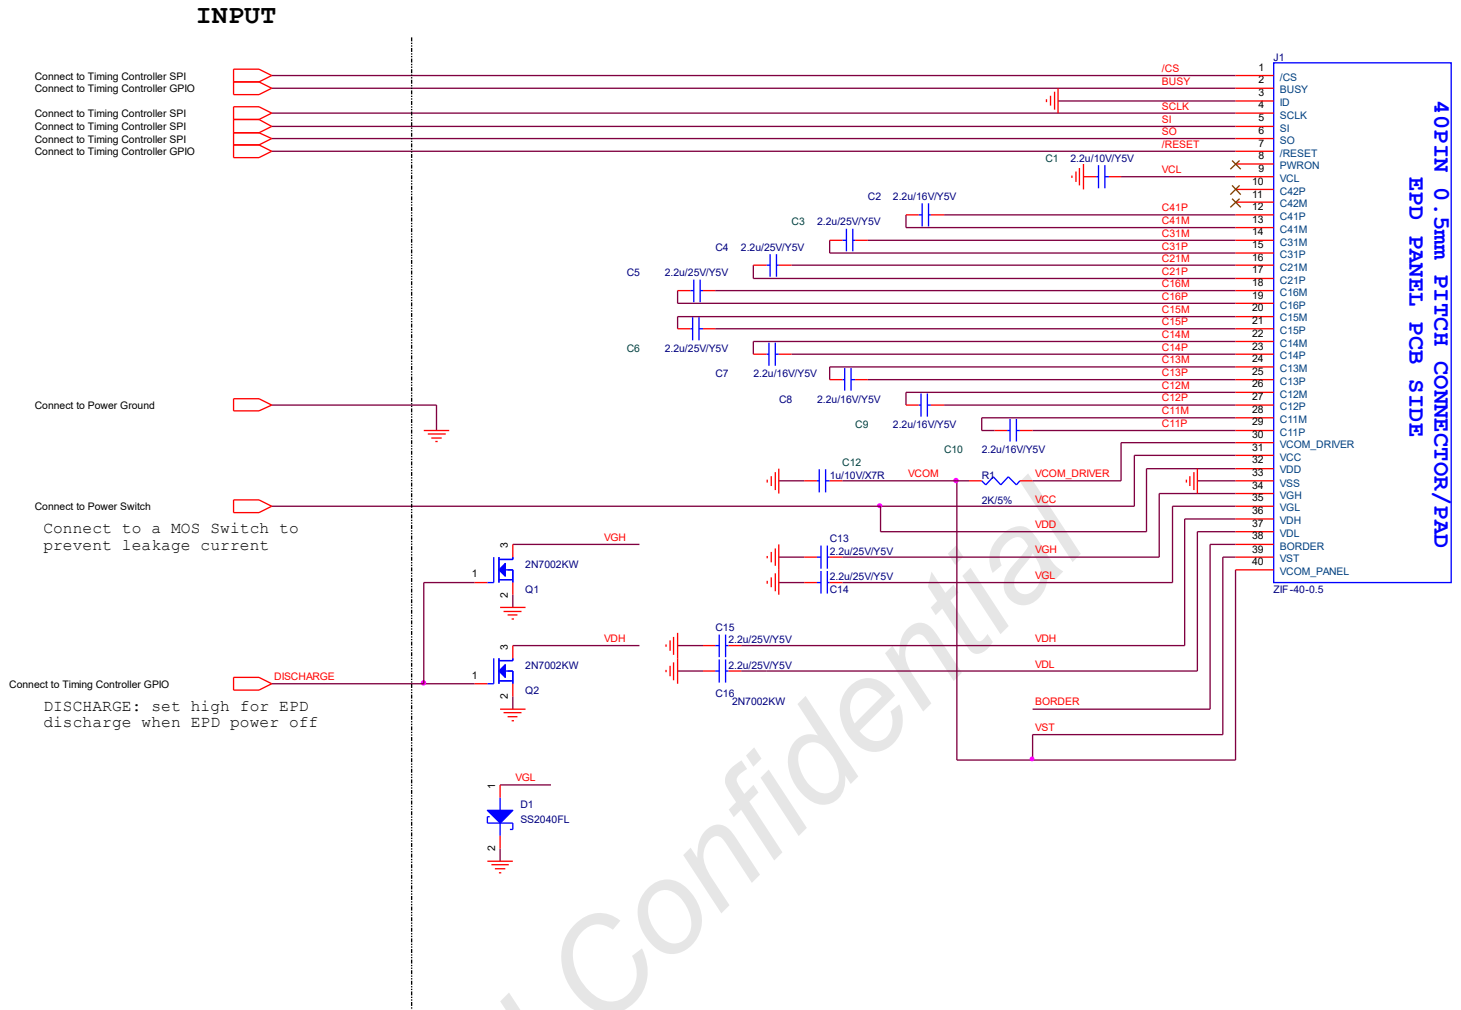 INPUT
Connect to Timing Controller SPI
Connect to Timing Controller GPIO
Connect to Timing Controller SPI
Connect to Timing Controller SPI
Connect to Timing Controller SPI
Connect to Timing Controller GPIO
Connect to Power Ground
Connect to Power Switch
Connect to a MOS Switch to
prevent leakage current
Connect to Timing Controller GPIO
DISCHARGE
DISCHARGE: set high for EPD
discharge when EPD power off
VGH
3
1
2
2N7002KW
Q1
VDH
3
1
2
2N7002KW
Q2
VGL
1
D1
SS2040FL
2
C1 2.2u/10V/Y5V
C2 2.2u/16V/Y5V
C3 2.2u/25V/Y5V
C4 2.2u/25V/Y5V
C5 2.2u/25V/Y5V
C6 2.2u/25V/Y5V
C7 2.2u/16V/Y5V
C8 2.2u/16V/Y5V
C9 2.2u/16V/Y5V
C10 2.2u/16V/Y5V
C12
1u/10V/X7R
VCOM
R1
2K/5%
VCOM_DRIVER
VCC
VDD
C13
2.2u/25V/Y5V
VGH
2.2u/25V/Y5V
C14
VGL
C15
2.2u/25V/Y5V
VDH
2.2u/25V/Y5V
C16
2N7002KW
VDL
BORDER
VST
/CS
BUSY
SCLK
SI
SO
/RESET
VCL
C41P
C41M
C31M
C31P
C21M
C21P
C16M
C16P
C15M
C15P
C14M
C14P
C13M
C13P
C12M
C12P
C11M
C11P
J1
1 /CS
2 BUSY
3 ID
4 SCLK
5 SI
6 SO
7 /RESET
8 PWRON
9 VCL
10 C42P
11 C42M
12 C41P
13 C41M
14 C31M
15 C31P
16 C21M
17 C21P
18 C16M
19 C16P
20 C15M
21 C15P
22 C14M
23 C14P
24 C13M
25 C13P
26 C12M
27 C12P
28 C11M
29 C11P
30 VCOM_DRIVER
31 VCC
32 VDD
33 VSS
34 VGH
35 VGL
36 VDH
37 VDL
38 BORDER
39 VST
40 VCOM_PANEL
ZIF-40-0.5
40PIN 0.5mm PITCH CONNECTOR/PAD
EPD PANEL PCB SIDE
Confidential